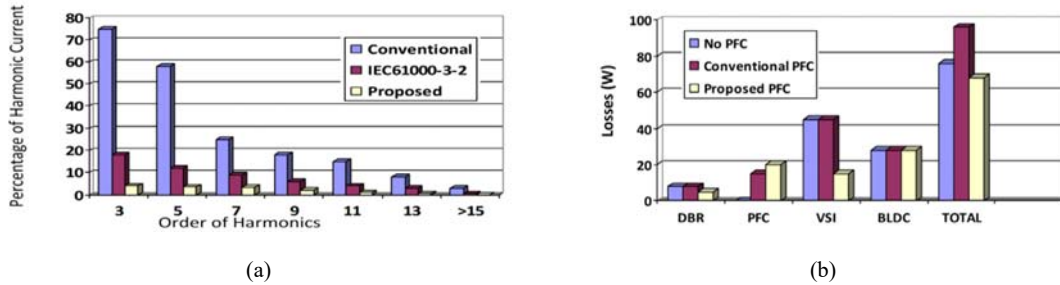 Percentage of Harmonic Current
80
70
60
50
40
30
20
10
0
Conventional
IEC61000-3-2
Proposed
3 5 7 9 11 13 >15
Order of Harmonics
(a)
Losses (W)
100
80
60
40
20
0
No PFC
Conventional PFC
Proposed PFC
DBR PFC VSI BLDC TOTAL
(b)